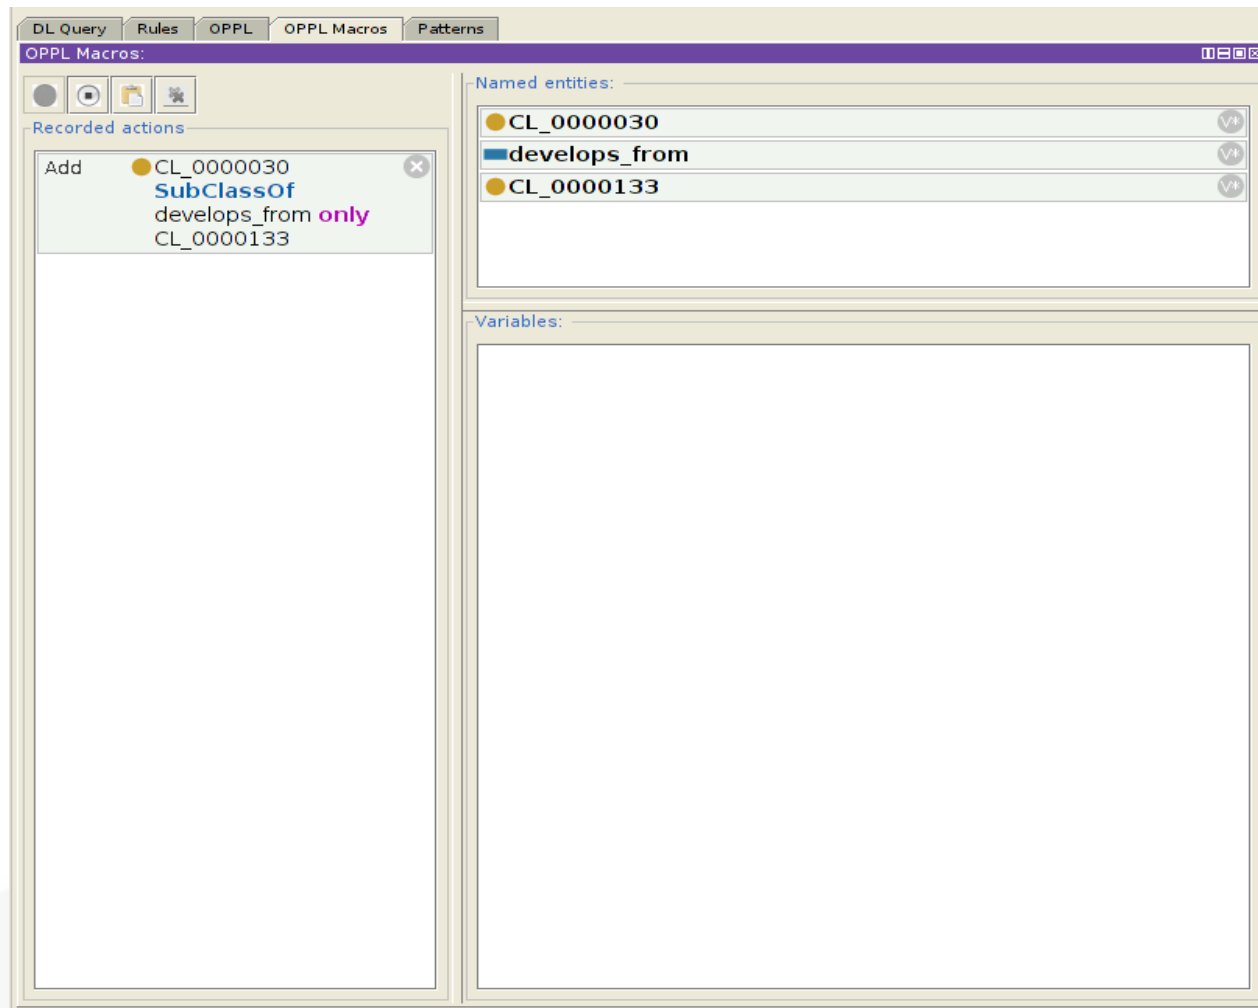 DL Query Rules OPPL OPPL Macros Patterns
OPPL Macros:
Recorded actions
Add CL_0000030
SubClassOf
develops_from only
CL_0000133
Named entities:
CL_0000030
V*
develops_from
V*
CL_0000133
V*
Variables: